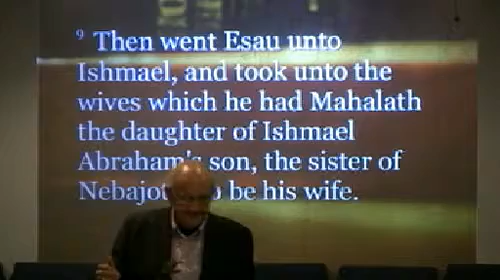 9 Then went Esau unto
Ishmael, and took unto the
wives which he had Mahalath
the daughter of Ishmael
Abraham's son, the sister of
Nebajot be his wife.